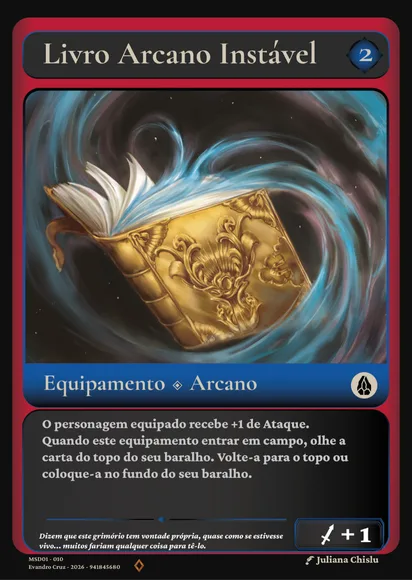 Livro Arcano Instável
2
Equipamento Arcano
O personagem equipado recebe +1 de Ataque.
Quando este equipamento entrar em campo, olhe a
carta do topo do seu baralho. Volte-a para o topo ou
coloque-a no fundo do seu baralho.
Dizem que este grimório tem vontade própria, quase como se estivesse
vivo... muitos fariam qualquer coisa para tê-lo.
+1
MSD01 - 010
Evandro Cruz - 2026 - 941845680
Juliana Chislu